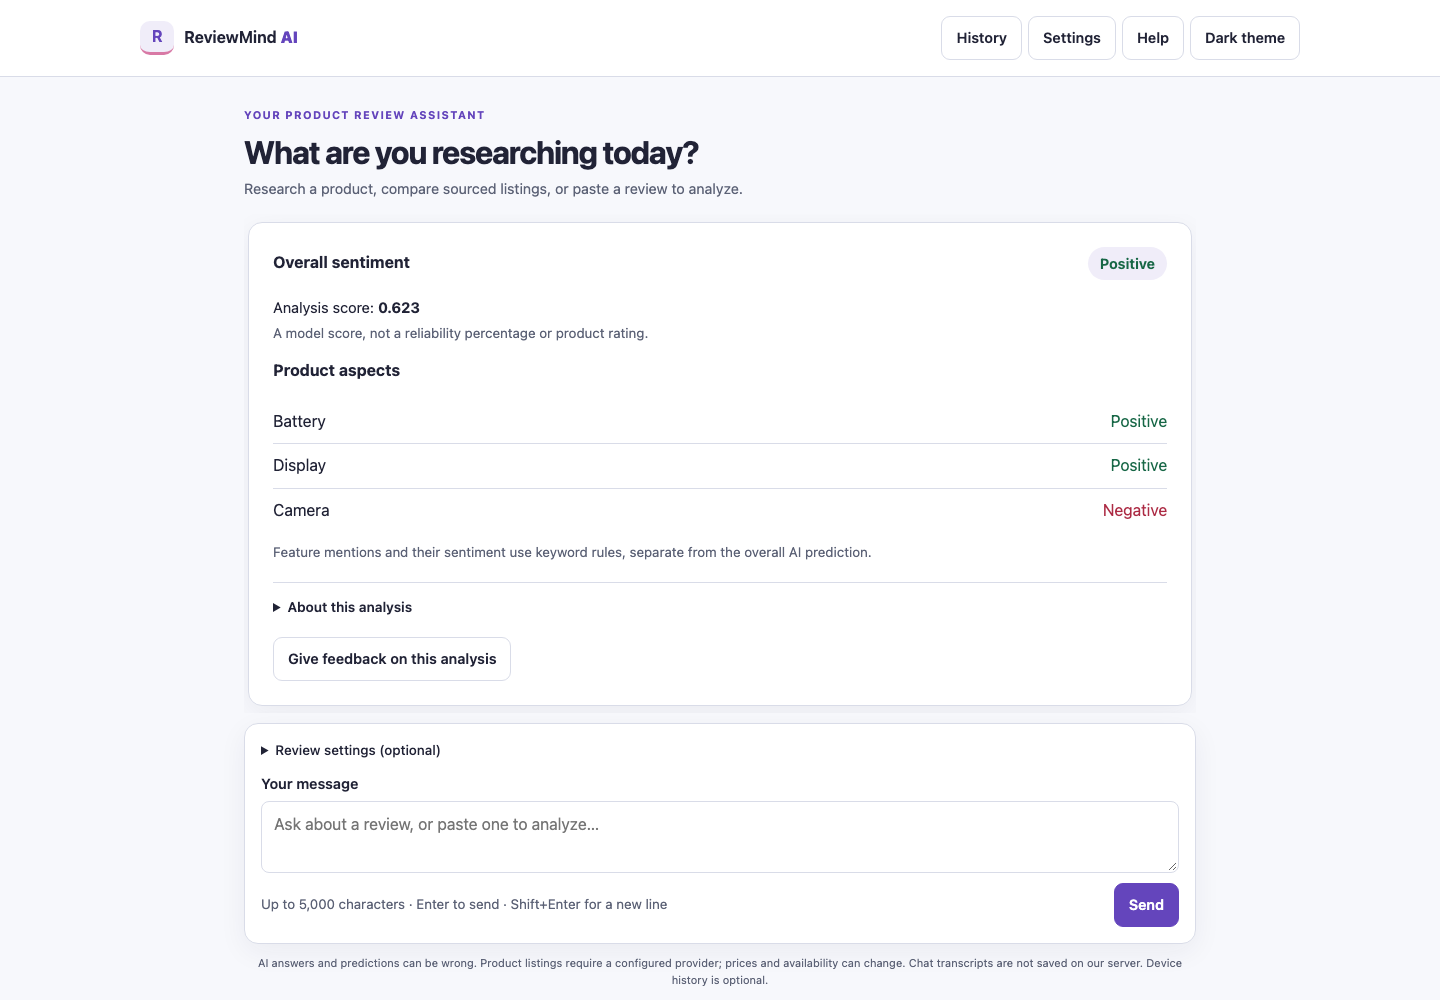 R
ReviewMind AI
History
Settings
Help
Dark theme
YOUR PRODUCT REVIEW ASSISTANT
What are you researching today?
Research a product, compare sourced listings, or paste a review to analyze.
Overall sentiment
Positive
Analysis score: 0.623
A model score, not a reliability percentage or product rating.
Product aspects
Battery
Positive
Display
Positive
Camera
Negative
Feature mentions and their sentiment use keyword rules, separate from the overall AI prediction.
About this analysis
Give feedback on this analysis
Review settings (optional)
Your message
Ask about a review, or paste one to analyze...
Up to 5,000 characters · Enter to send · Shift+Enter for a new line
Send
AI answers and predictions can be wrong. Product listings require a configured provider; prices and availability can change. Chat transcripts are not saved on our server. Device
history is optional.